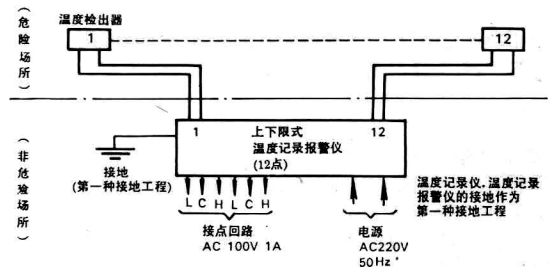 （危险场所）
温度检出器
1
12
1
上下限式
12
温度记录报警仪
(12点)
接地
(第一种接地工程)
（非危险场所）
L C H L C H
接点回路
AC 100V 1A
电源
AC220V
50Hz
温度记录仪.温度记录
报警仪的接地作为
第一种接地工程